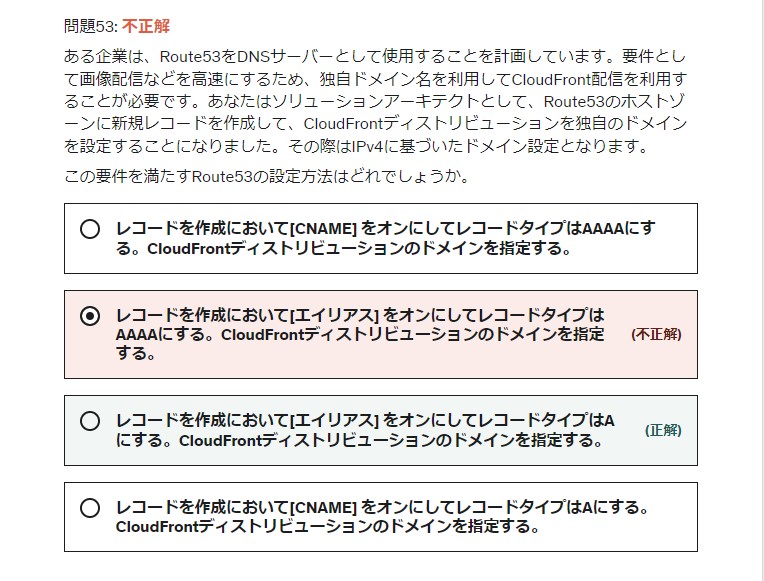 問題53: 不正解
ある企業は、Route53をDNSサーバーとして使用することを計画しています。要件とし
て画像配信などを高速にするため、独自ドメイン名を利用してCloudFront配信を利用す
ることが必要です。あなたはソリューションアーキテクトとして、Route53のホストゾ
ーンに新規レコードを作成して、CloudFrontディストリビューションを独自のドメイン
を設定することになりました。その際はIPv4に基づいたドメイン設定となります。
この要件を満たすRoute53の設定方法はどれでしょうか。
レコードを作成において[CNAME] をオンにしてレコードタイプはAAAAにす
る。CloudFrontディストリビューションのドメインを指定する。
レコードを作成において[エイリアス] をオンにしてレコードタイプは
AAAAにする。CloudFrontディストリビューションのドメインを指定
する。
(不正解)
レコードを作成において[エイリアス] をオンにしてレコードタイプはA
にする。CloudFrontディストリビューションのドメインを指定する。
(正解)
レコードを作成において[CNAME] をオンにしてレコードタイプはAにする。
CloudFrontディストリビューションのドメインを指定する。